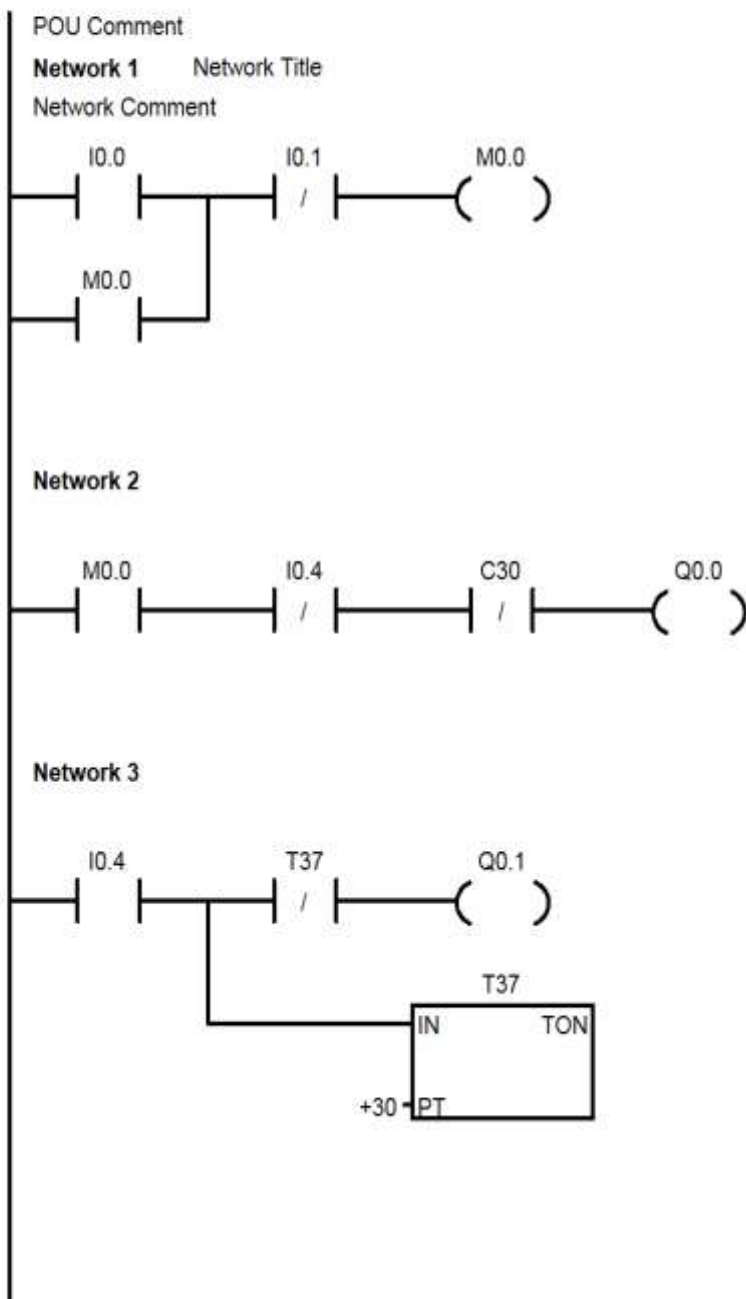 POU Comment
Network 1 Network Title
Network Comment
I0.0 I0.1 M0.0
/
M0.0
Network 2
M0.0 I0.4 C30 Q0.0
/ /
Network 3
I0.4 T37 Q0.1
/
T37
IN TON
+30 PT